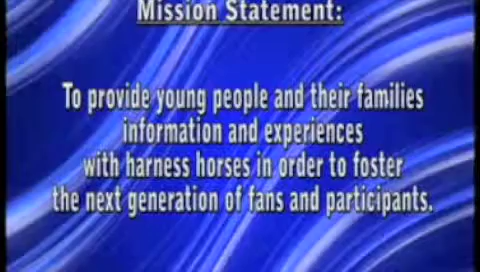 Mission Statement:
To provide young people and their families
information and experiences
with harness horses in order to foster
the next generation of fans and participants.